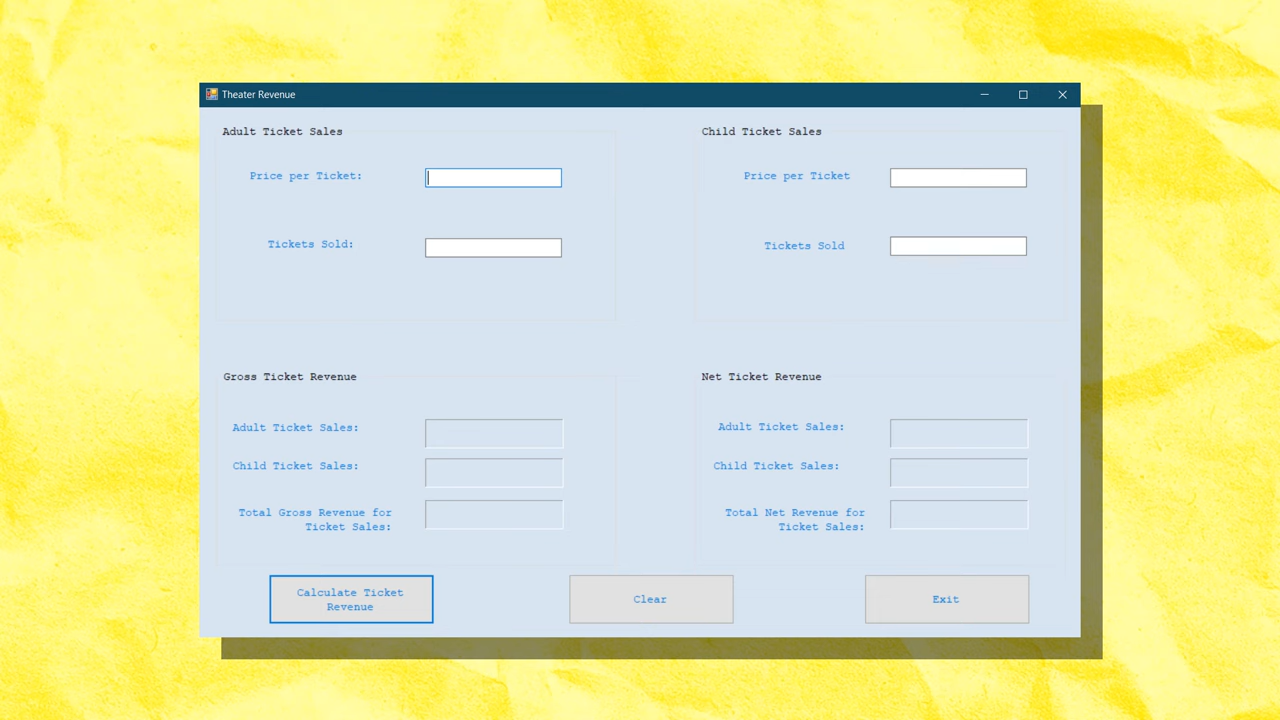 Theater Revenue
Adult Ticket Sales
Price per Ticket:
Tickets Sold:
Child Ticket Sales
Price per Ticket
Tickets Sold
Gross Ticket Revenue
Adult Ticket Sales:
Child Ticket Sales:
Total Gross Revenue for
Ticket Sales:
Net Ticket Revenue
Adult Ticket Sales:
Child Ticket Sales:
Total Net Revenue for
Ticket Sales:
Calculate Ticket
Revenue
Clear
Exit